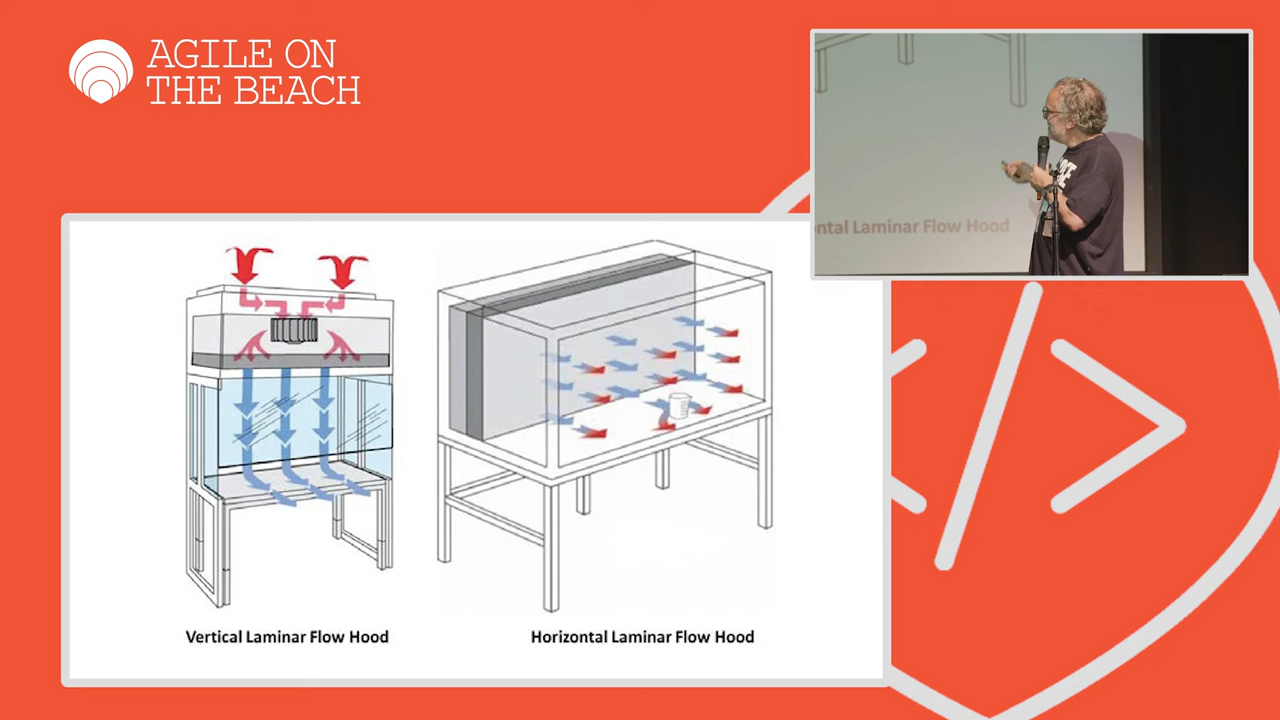 AGILE ON
THE BEACH
ntal Laminar Flow Hood
Vertical Laminar Flow Hood
Horizontal Laminar Flow Hood